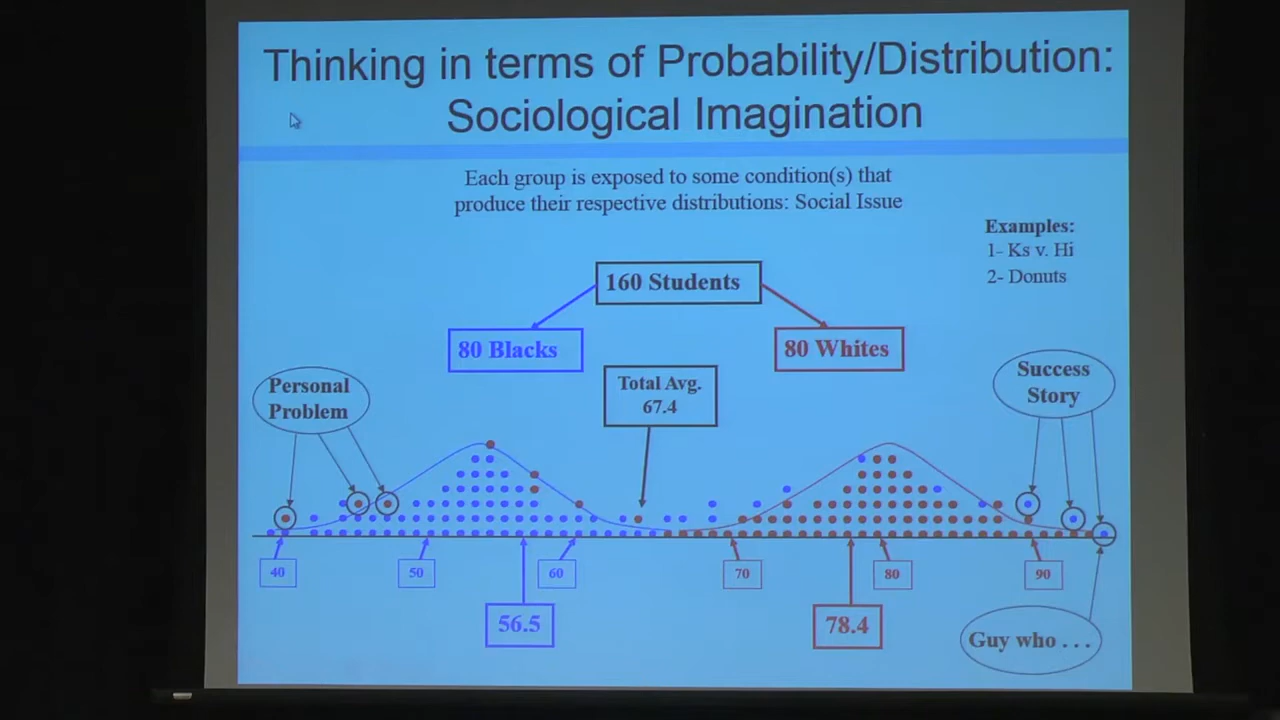 Thinking in terms of Probability/Distribution:
Sociological Imagination
Each group is exposed to some condition(s) that
produce their respective distributions: Social Issue
Examples:
1- Ks v. Hi
2- Donuts
160 Students
80 Blacks
80 Whites
Personal
Problem
Total Avg.
67.4
Success
Story
40
50
60
70
80
90
56.5
78.4
Guy who . . .